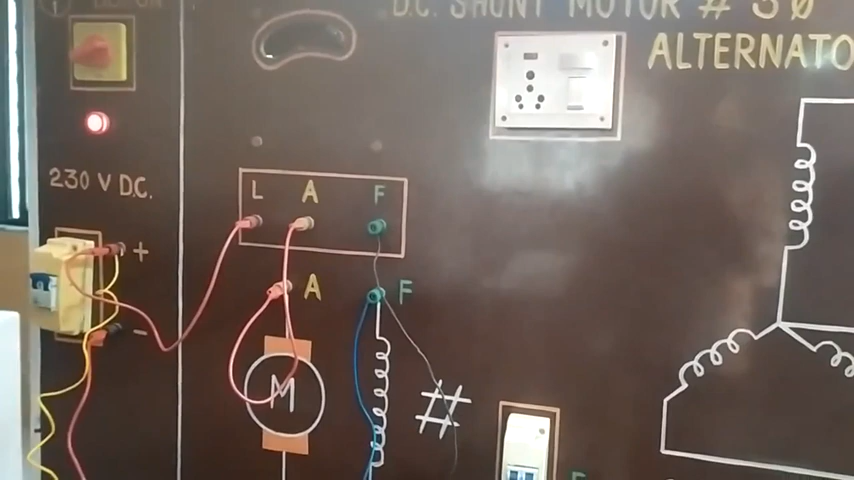 D.C. SHUNT MOTOR # 3Ø
ALTERNATO
230 V D.C.
L A F
+
A F
-
M
#
F